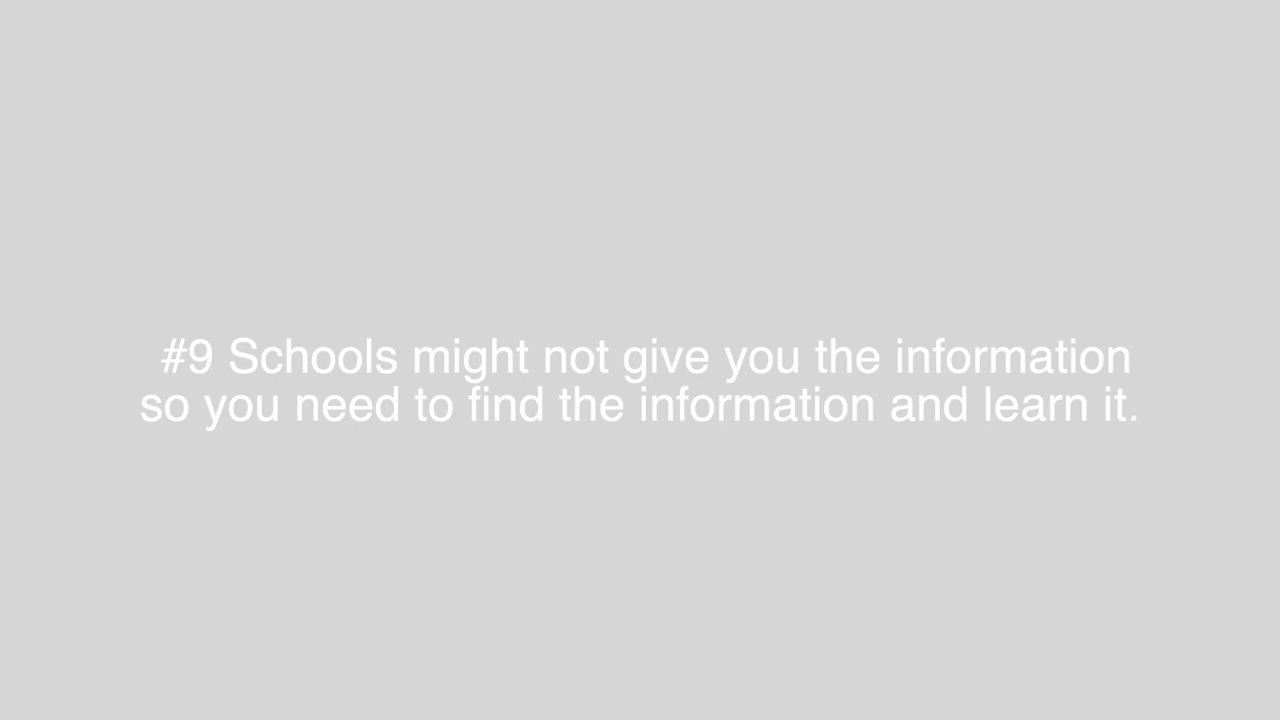 #9 Schools might not give you the information
so you need to find the information and learn it.